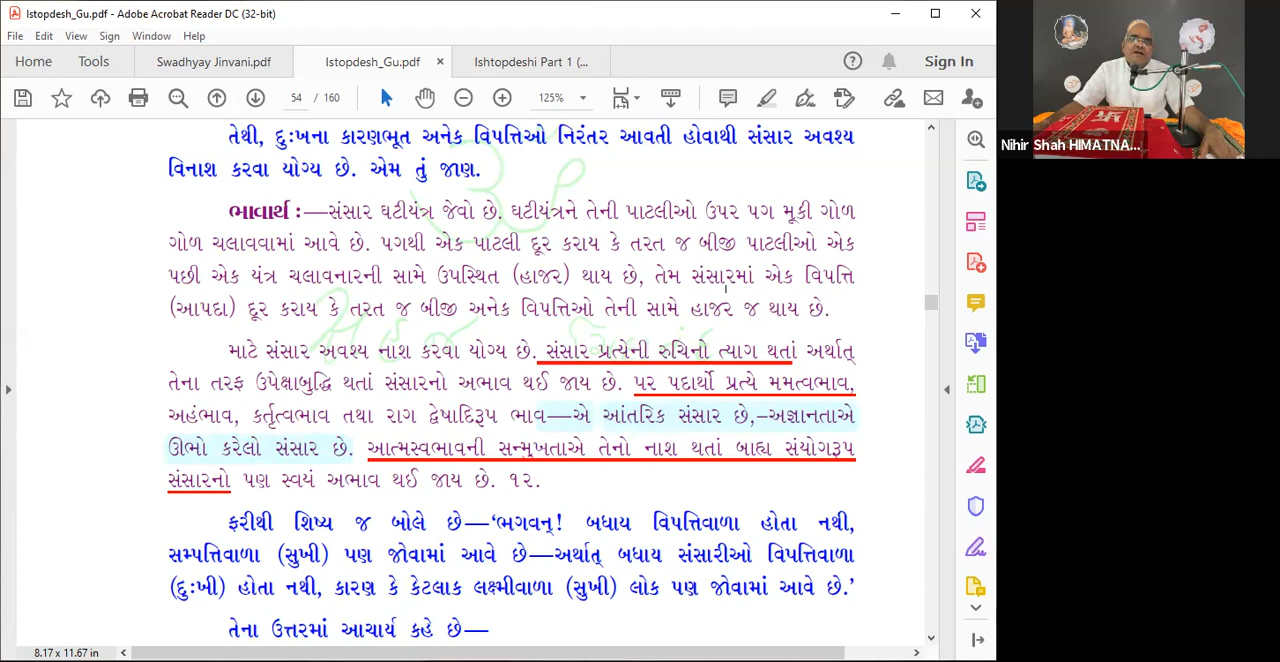 Istopdesh_Gu.pdf - Adobe Acrobat Reader DC (32-bit)
File Edit View Sign Window Help
Home Tools Swadhyay Jinvani.pdf Istopdesh_Gu.pdf × Ishtopdeshi Part 1 (... Sign In
54 / 160 125%
તેથી, દુઃખના કારણભૂત અનેક વિપત્તિઓ નિરંતર આવતી હોવાથી સંસાર અવશ્ય
વિનાશ કરવા યોગ્ય છે. એમ તું જાણ.
ભાવાર્થ :—સંસાર ઘટીયંત્ર જેવો છે. ઘટીયંત્રને તેની પાટલીઓ ઉપર પગ મૂકી ગોળ
ગોળ ચલાવવામાં આવે છે. પગથી એક પાટલી દૂર કરાય કે તરત જ બીજી પાટલીઓ એક
પછી એક યંત્ર ચલાવનારની સામે ઉપસ્થિત (હાજર) થાય છે, તેમ સંસારમાં એક વિપત્તિ
(આપદા) દૂર કરાય કે તરત જ બીજી અનેક વિપત્તિઓ તેની સામે હાજર જ થાય છે.
માટે સંસાર અવશ્ય નાશ કરવા યોગ્ય છે. સંસાર પ્રત્યેની રુચિનો ત્યાગ થતાં અર્થાત્
તેના તરફ ઉપેક્ષાબુદ્ધિ થતાં સંસારનો અભાવ થઈ જાય છે. પર પદાર્થો પ્રત્યે મમત્વભાવ,
અહંભાવ, કર્તૃત્વભાવ તથા રાગ દ્વેષાદિરૂપ ભાવ—એ આંતરિક સંસાર છે,—અજ્ઞાનતાએ
ઊભો કરેલો સંસાર છે. આત્મસ્વભાવની સન્મુખતાએ તેનો નાશ થતાં બાહ્ય સંયોગરૂપ
સંસારનો પણ સ્વયં અભાવ થઈ જાય છે. ૧૨.
ફરીથી શિષ્ય જ બોલે છે—‘ભગવન્! બધાય વિપત્તિવાળા હોતા નથી,
સમ્પત્તિવાળા (સુખી) પણ જોવામાં આવે છે—અર્થાત્ બધાય સંસારીઓ વિપત્તિવાળા
(દુઃખી) હોતા નથી, કારણ કે કેટલાક લક્ષ્મીવાળા (સુખી) લોક પણ જોવામાં આવે છે.’
તેના ઉત્તરમાં આચાર્ય કહે છે—
8.17 x 11.67 in
Nihir Shah HIMATNA...